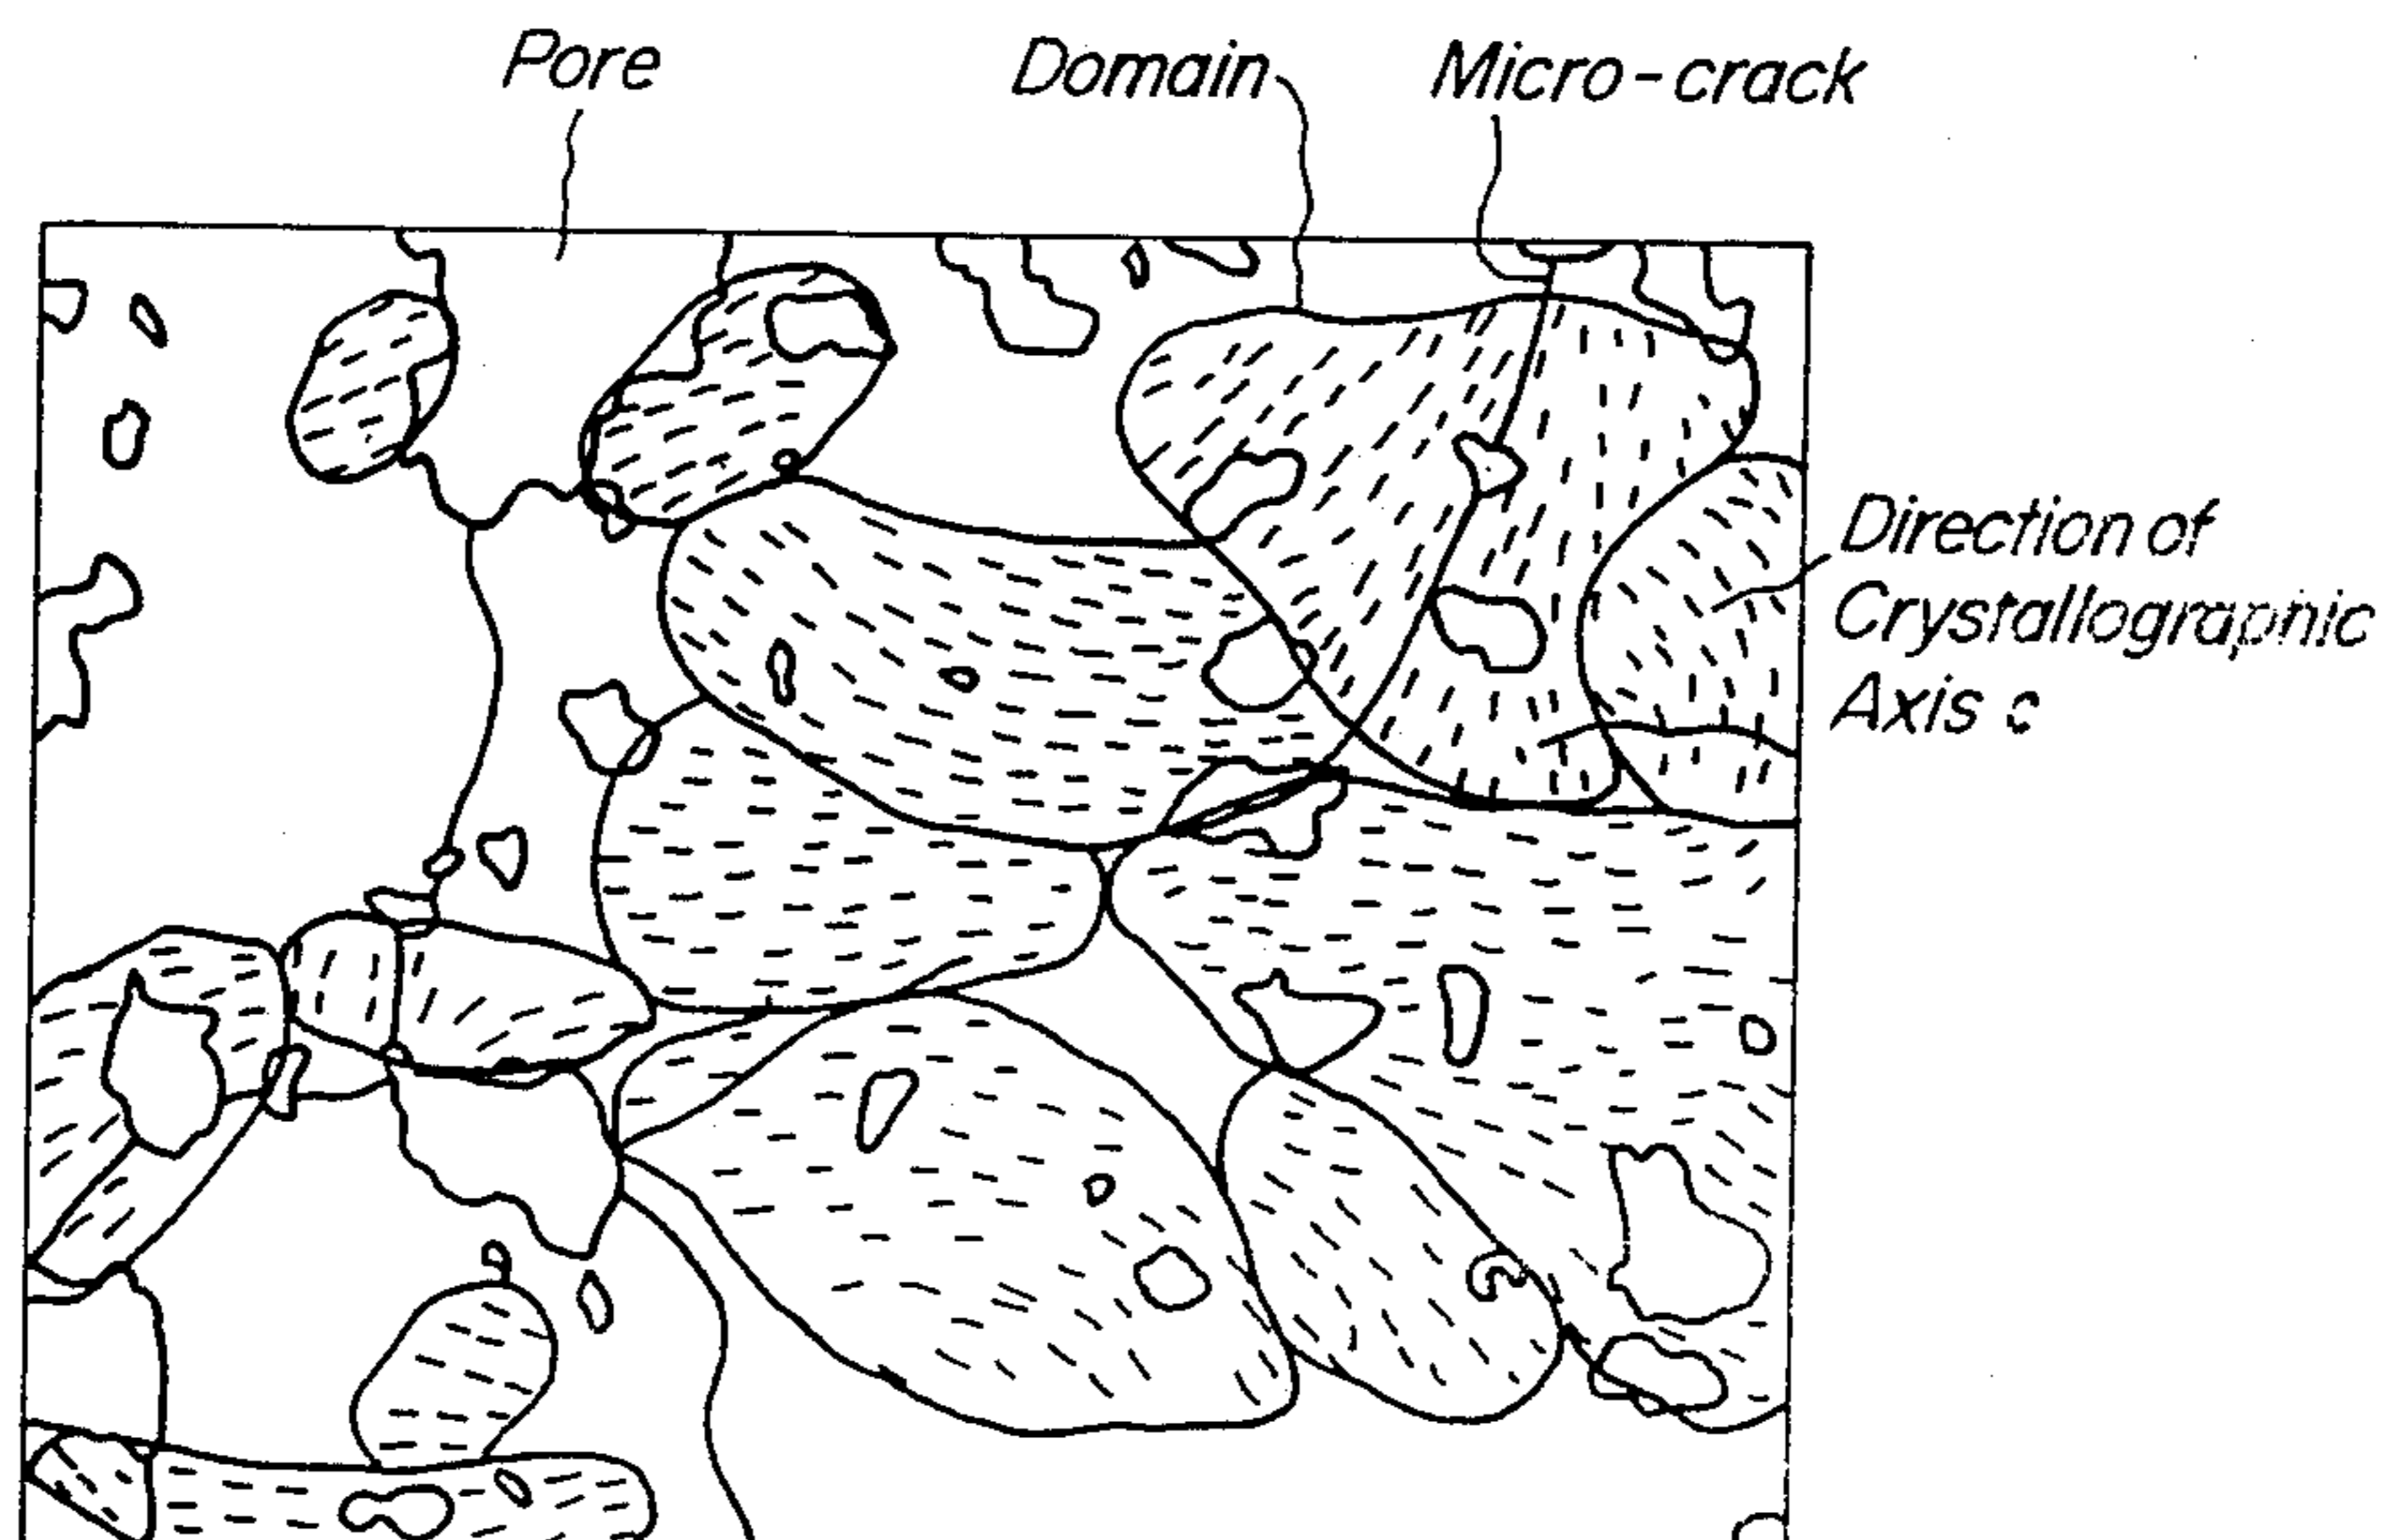 Pore
Domain
Micro-crack
Direction of
Crystallographic
Axis c